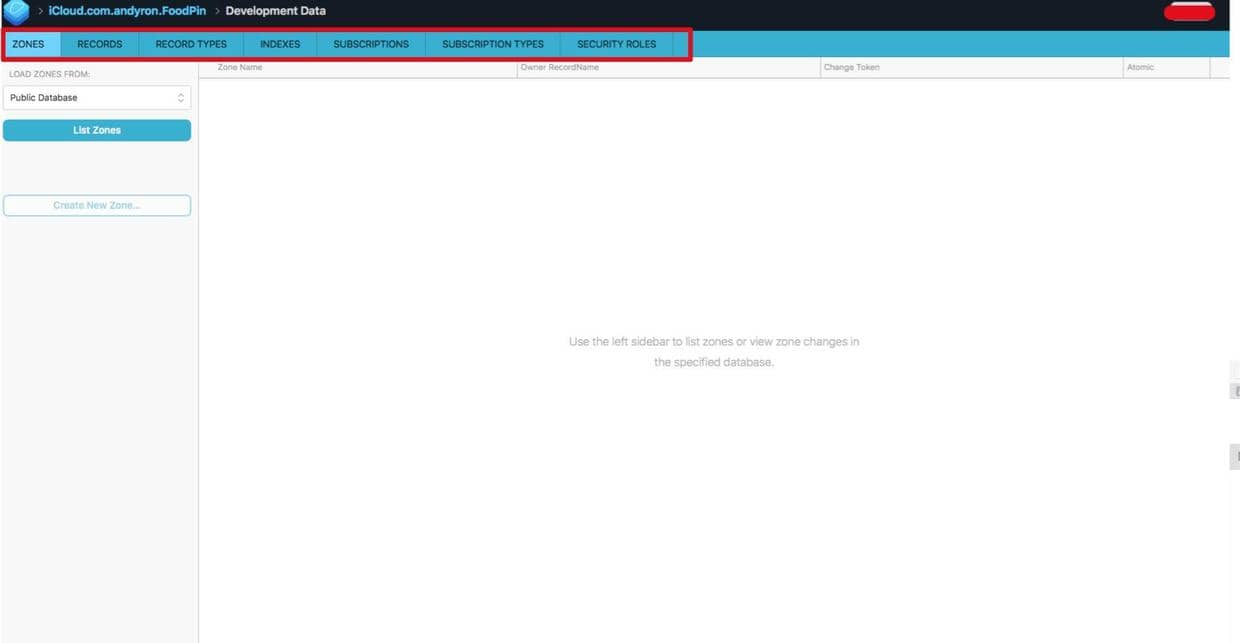 > iCloud.com.andyron.FoodPin > Development Data
ZONES RECORDS RECORD TYPES INDEXES SUBSCRIPTIONS SUBSCRIPTION TYPES SECURITY ROLES
LOAD ZONES FROM:
Public Database
List Zones
Create New Zone...
Zone Name Owner RecordName Change Token Atomic
Use the left sidebar to list zones or view zone changes in
the specified database.